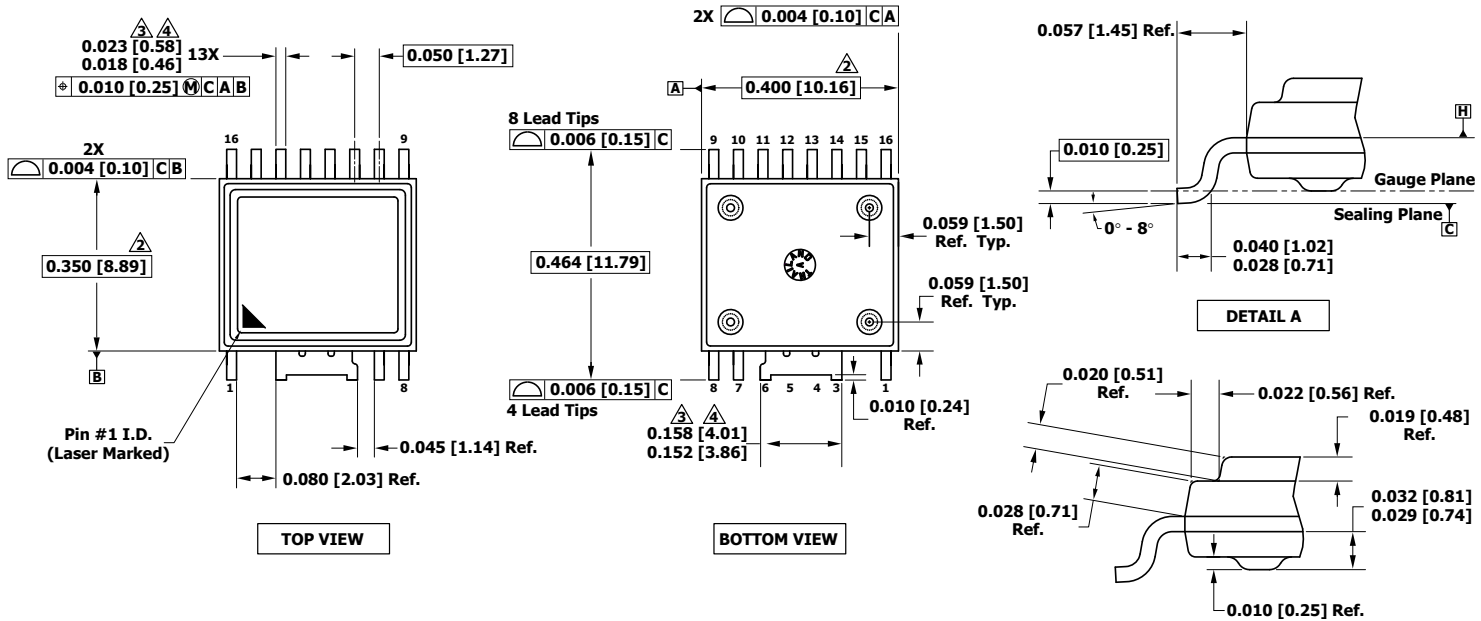 3 4
0.023 [0.58]
0.018 [0.46] 13X
⌖ 0.010 [0.25] Ⓜ C A B
0.050 [1.27]
16 9
2X
⌓ 0.004 [0.10] C B
2
0.350 [8.89]
B
1 8
Pin #1 I.D.
(Laser Marked)
0.045 [1.14] Ref.
0.080 [2.03] Ref.
TOP VIEW
2X ⌓ 0.004 [0.10] C A
2
A 0.400 [10.16]
8 Lead Tips
⌓ 0.006 [0.15] C
9 10 11 12 13 14 15 16
0.464 [11.79]
0.059 [1.50]
Ref. Typ.
0.059 [1.50]
Ref. Typ.
⌓ 0.006 [0.15] C
4 Lead Tips
8 7 6 5 4 3 1
3 4
0.158 [4.01]
0.152 [3.86]
0.010 [0.24]
Ref.
BOTTOM VIEW
0.057 [1.45] Ref.
H
0.010 [0.25]
Gauge Plane
Sealing Plane
C
0° - 8°
0.040 [1.02]
0.028 [0.71]
DETAIL A
0.020 [0.51]
Ref.
0.022 [0.56] Ref.
0.019 [0.48]
Ref.
0.028 [0.71]
Ref.
0.032 [0.81]
0.029 [0.74]
0.010 [0.25] Ref.